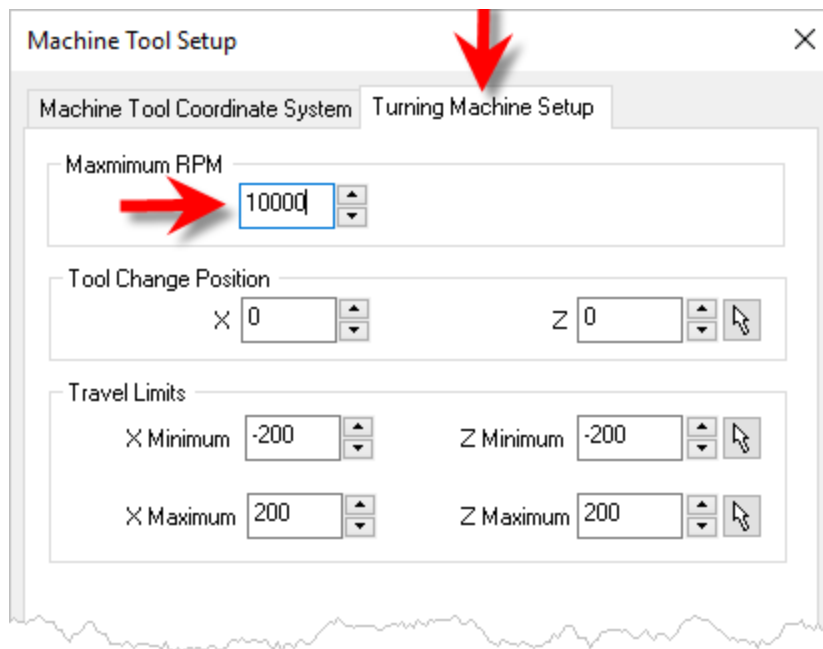 Machine Tool Setup
Machine Tool Coordinate System Turning Machine Setup
Maxmimum RPM
10000
Tool Change Position
X 0 Z 0
Travel Limits
X Minimum -200 Z Minimum -200
X Maximum 200 Z Maximum 200